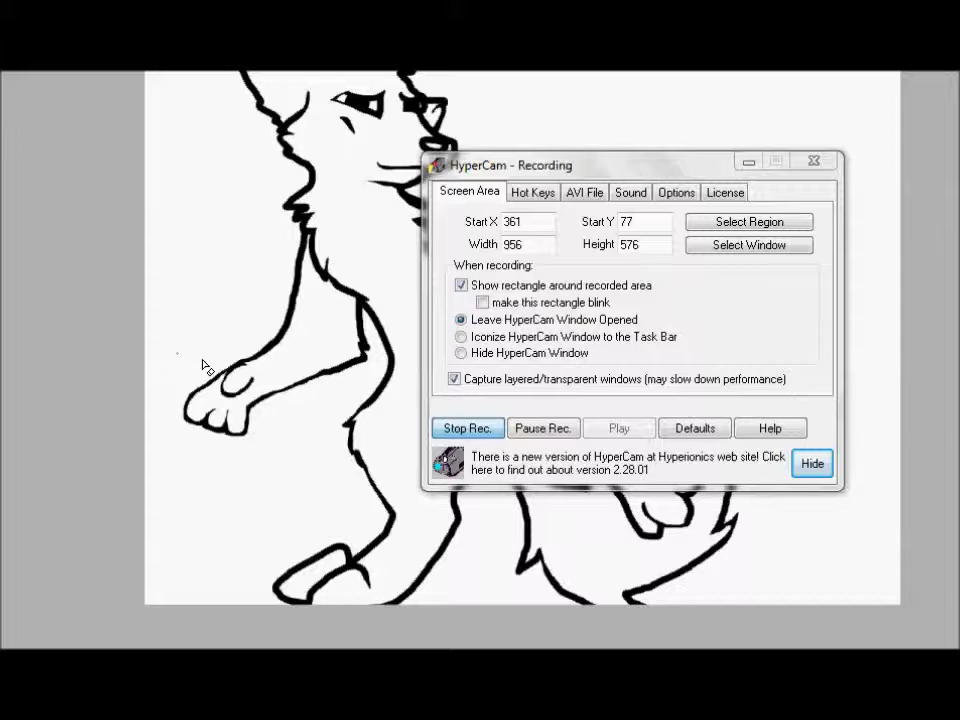 HyperCam - Recording
Screen Area Hot Keys AVI File Sound Options License
Start X 361 Start Y 77 Select Region
Width 956 Height 576 Select Window
When recording:
Show rectangle around recorded area
make this rectangle blink
Leave HyperCam Window Opened
Iconize HyperCam Window to the Task Bar
Hide HyperCam Window
Capture layered/transparent windows (may slow down performance)
Stop Rec. Pause Rec. Play Defaults Help
There is a new version of HyperCam at Hyperionics web site! Click
here to find out about version 2.28.01
Hide